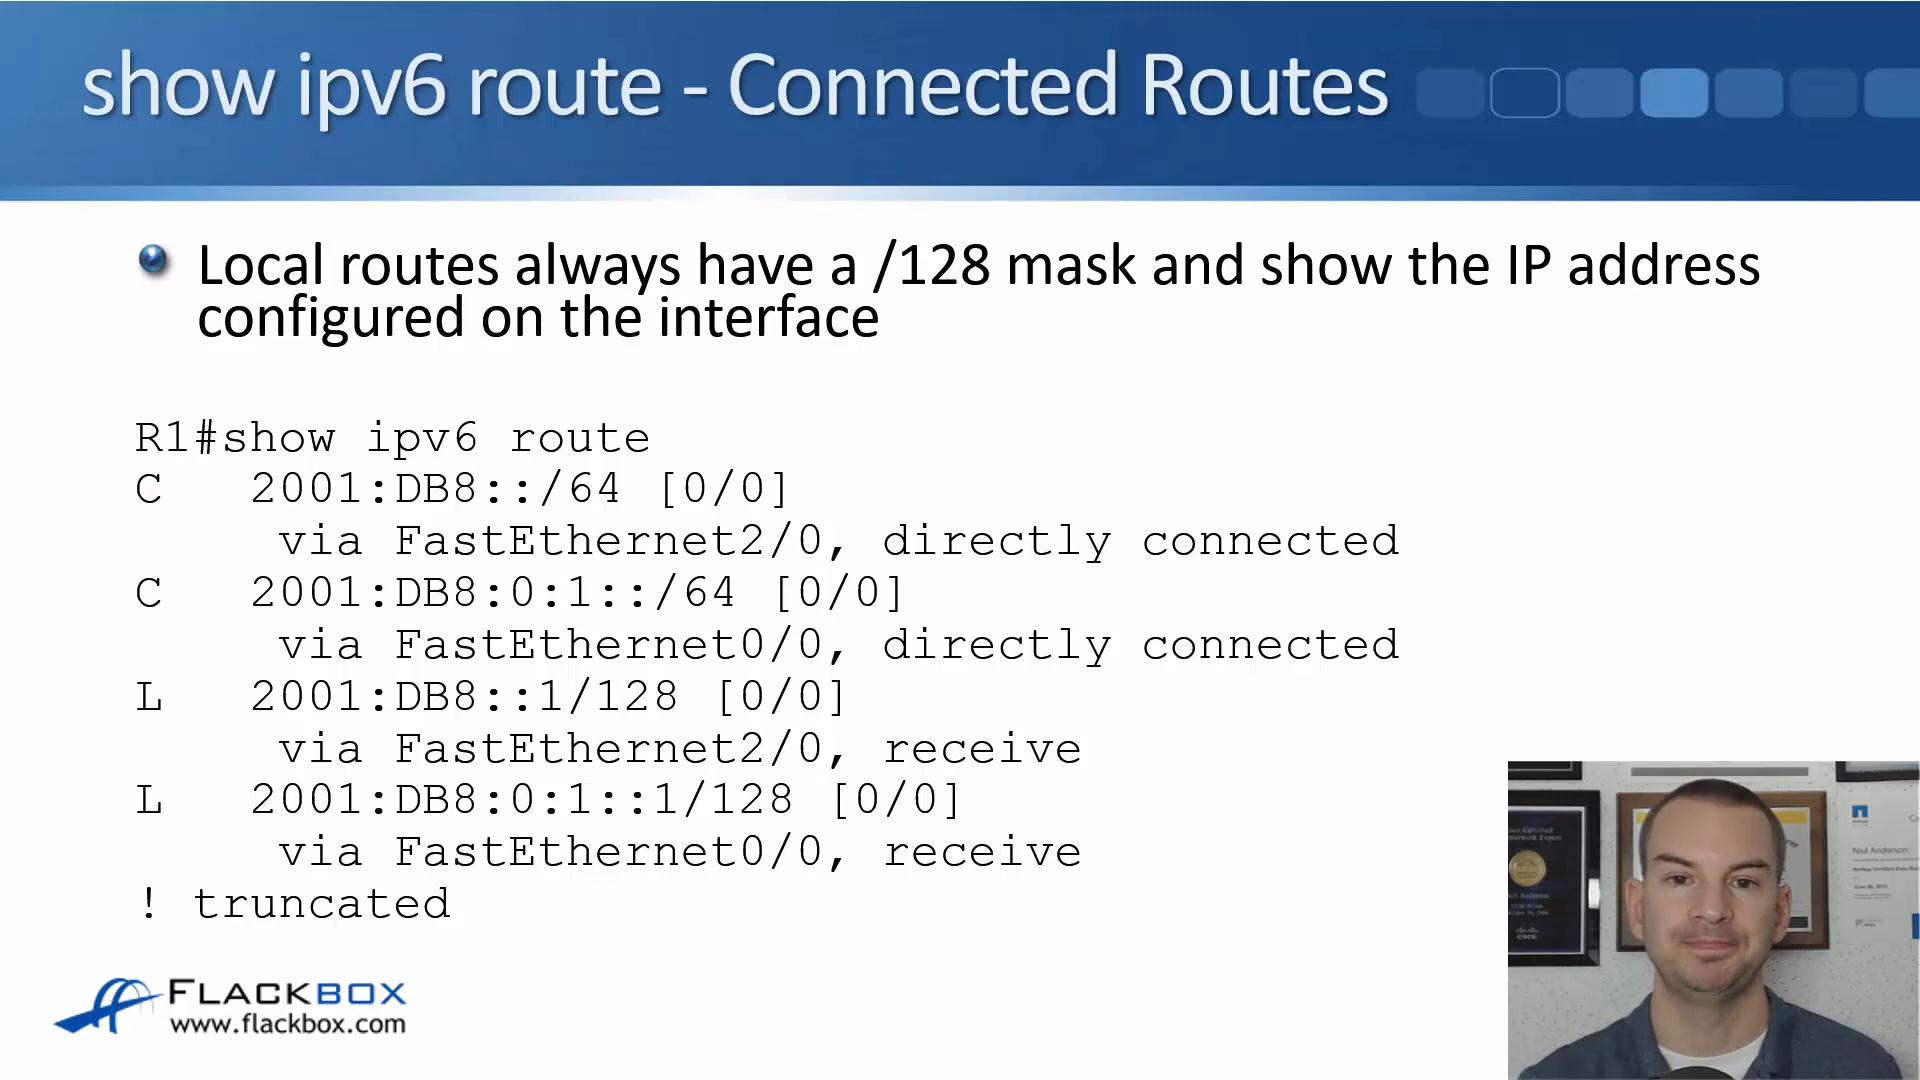 show ipv6 route - Connected Routes
Local routes always have a /128 mask and show the IP address
configured on the interface
R1#show ipv6 route
C   2001:DB8::/64 [0/0]
     via FastEthernet2/0, directly connected
C   2001:DB8:0:1::/64 [0/0]
     via FastEthernet0/0, directly connected
L   2001:DB8::1/128 [0/0]
     via FastEthernet2/0, receive
L   2001:DB8:0:1::1/128 [0/0]
     via FastEthernet0/0, receive
! truncated
FLACKBOX
www.flackbox.com
Neil Anderson
CISCO